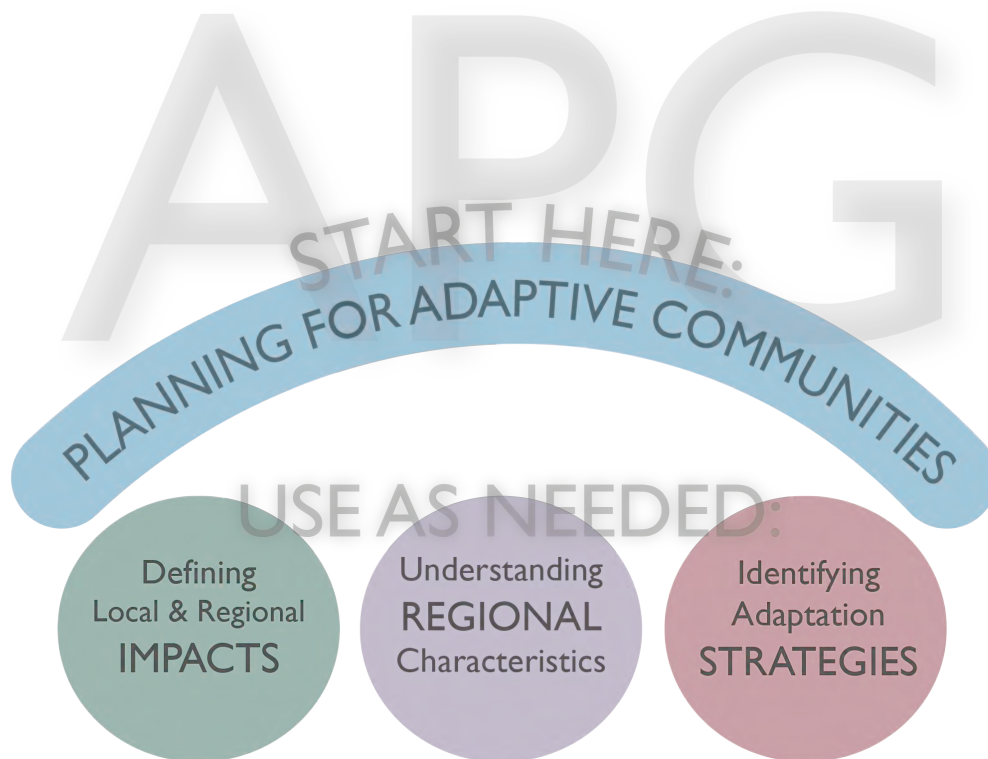 APG
START HERE:
PLANNING FOR ADAPTIVE COMMUNITIES
USE AS NEEDED:
Defining
Local & Regional
IMPACTS
Understanding
REGIONAL
Characteristics
Identifying
Adaptation
STRATEGIES